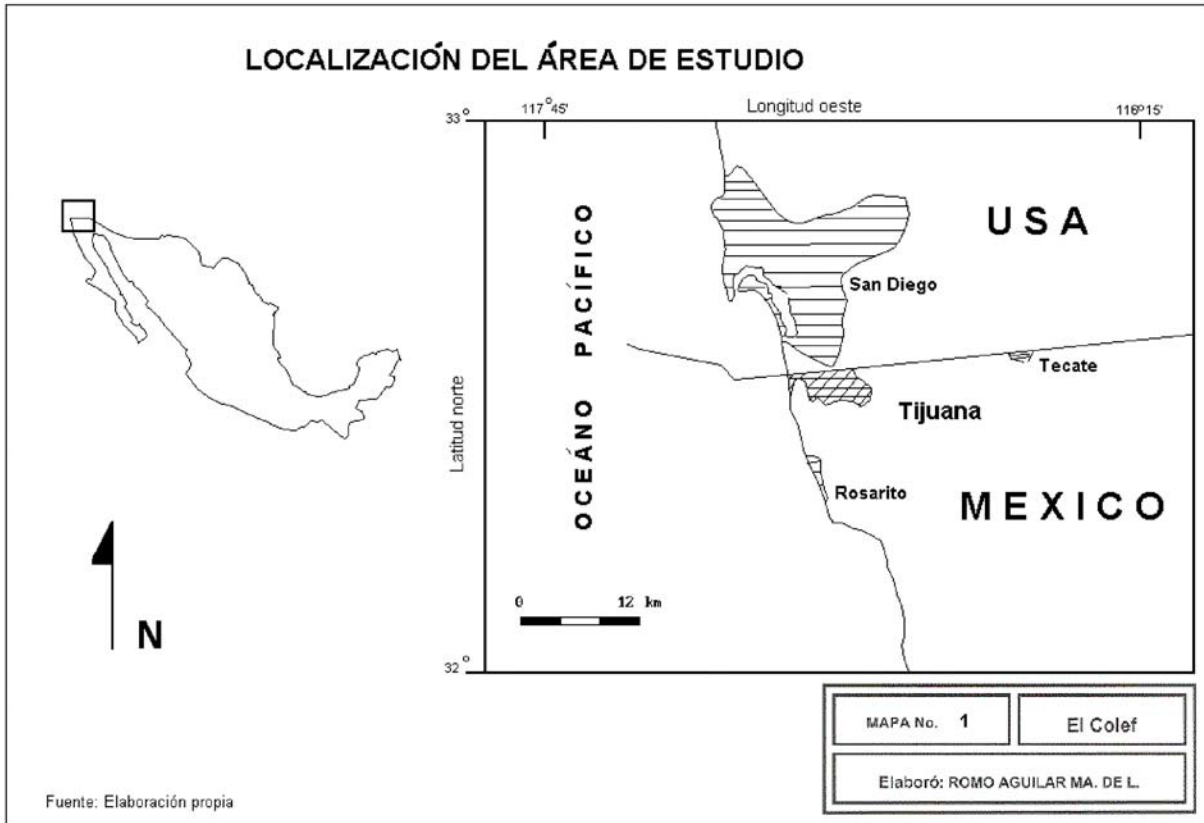 LOCALIZACIÓN DEL ÁREA DE ESTUDIO
117°45'
Longitud oeste
116°15'
33°
USA
San Diego
OCEÁNO PACÍFICO
Latitud norte
Tecate
Tijuana
Rosarito
MEXICO
0 12 km
N
32°
MAPA No. 1
El Colef
Elaboró: ROMO AGUILAR MA. DE L.
Fuente: Elaboración propia